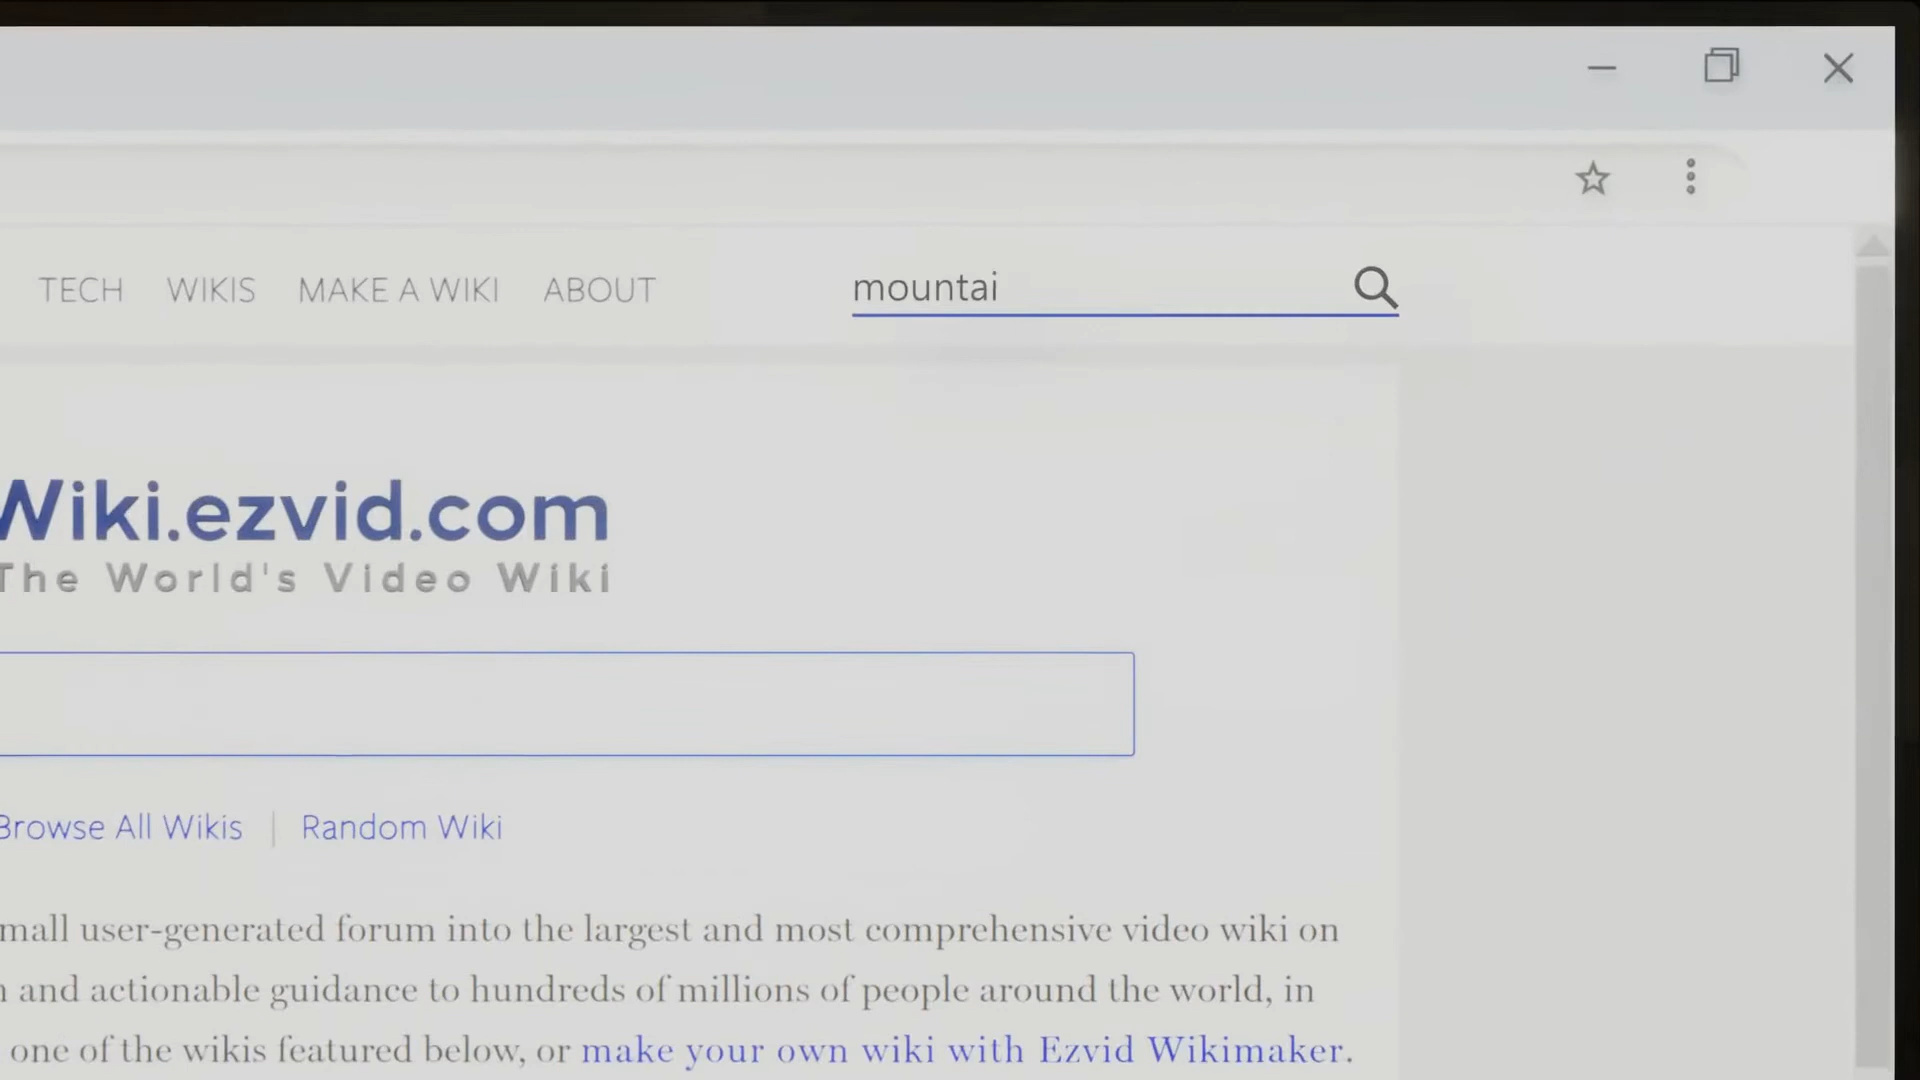 TECH WIKIS MAKE A WIKI ABOUT mountai
Wiki.ezvid.com
The World's Video Wiki
Browse All Wikis | Random Wiki
user-generated forum into the largest and most comprehensive video wiki on
and actionable guidance to hundreds of millions of people around the world, in
one of the wikis featured below, or make your own wiki with Ezvid Wikimaker.